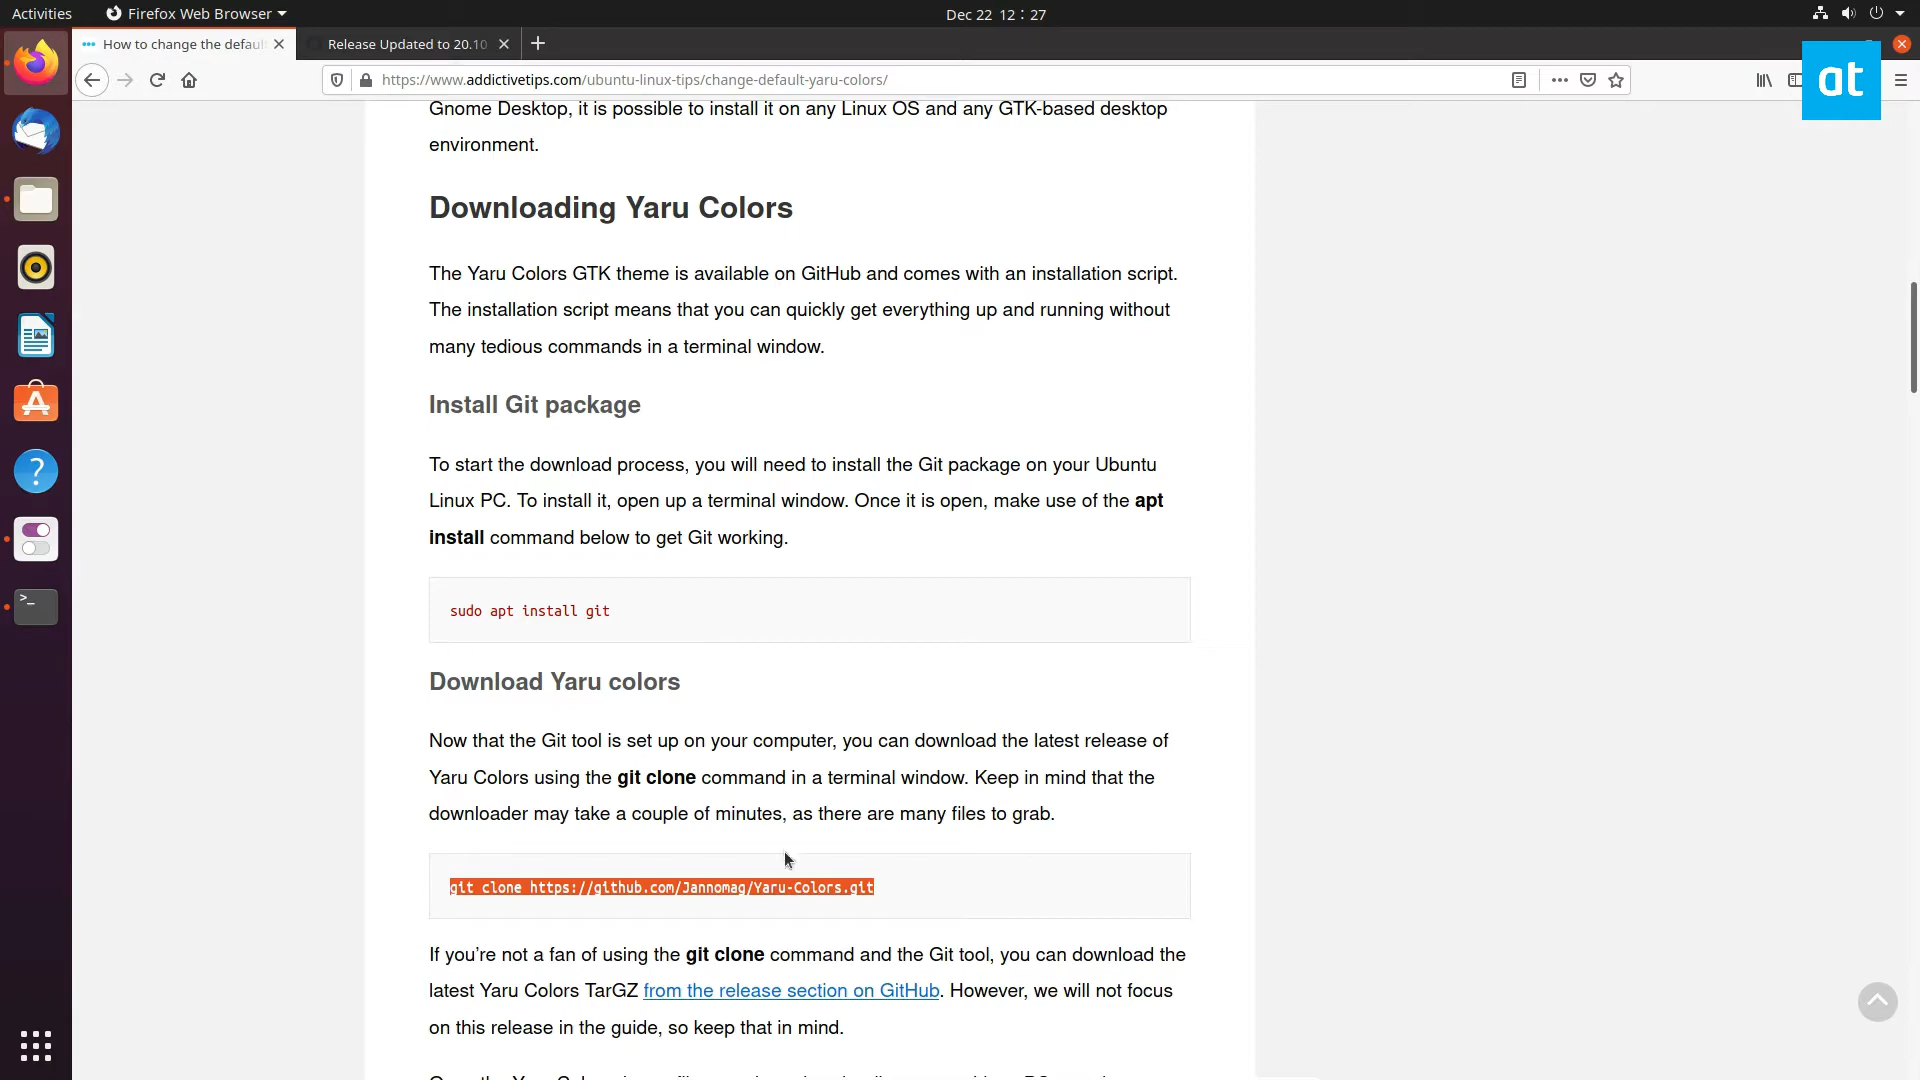 Activities
Firefox Web Browser
Dec 22 12:27
How to change the defaul
Release Updated to 20.10
at
https://www.addictivetips.com/ubuntu-linux-tips/change-default-yaru-colors/
Gnome Desktop, it is possible to install it on any Linux OS and any GTK-based desktop
environment.
Downloading Yaru Colors
The Yaru Colors GTK theme is available on GitHub and comes with an installation script.
The installation script means that you can quickly get everything up and running without
many tedious commands in a terminal window.
Install Git package
To start the download process, you will need to install the Git package on your Ubuntu
Linux PC. To install it, open up a terminal window. Once it is open, make use of the apt
install command below to get Git working.
sudo apt install git
Download Yaru colors
Now that the Git tool is set up on your computer, you can download the latest release of
Yaru Colors using the git clone command in a terminal window. Keep in mind that the
downloader may take a couple of minutes, as there are many files to grab.
git clone https://github.com/Jannomag/Yaru-Colors.git
If you’re not a fan of using the git clone command and the Git tool, you can download the
latest Yaru Colors TarGZ from the release section on GitHub. However, we will not focus
on this release in the guide, so keep that in mind.